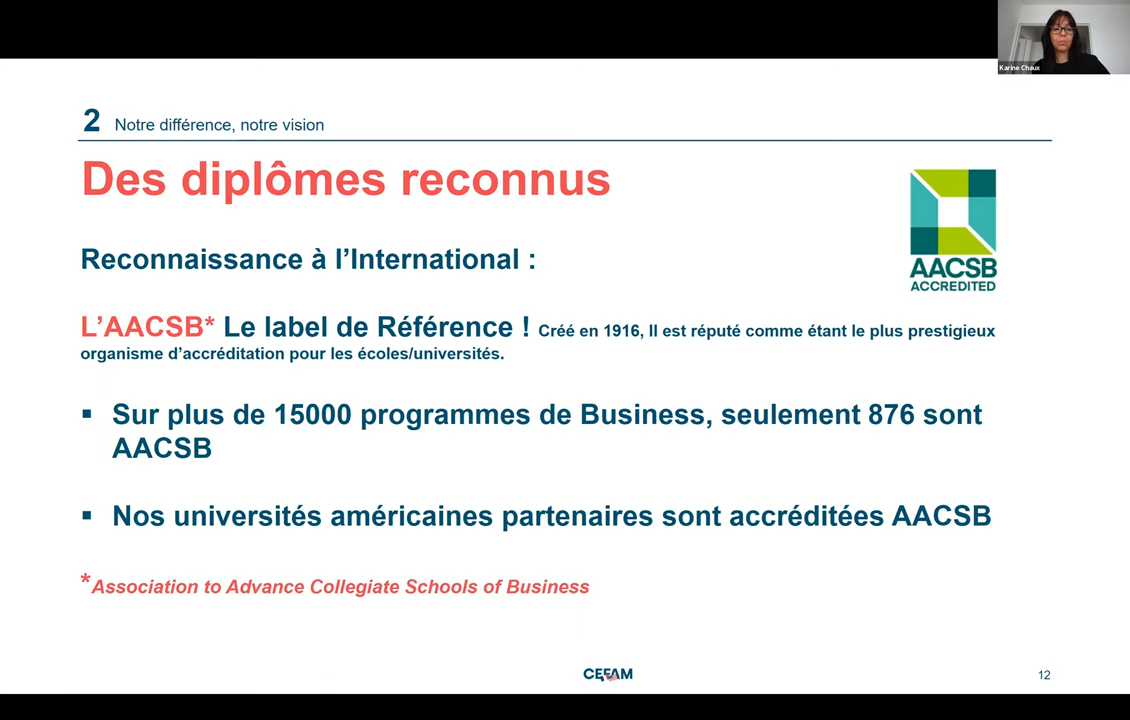 Karine Chaux
2 Notre différence, notre vision
Des diplômes reconnus
AACSB
ACCREDITED
Reconnaissance à l’International :
L’AACSB* Le label de Référence ! Créé en 1916, Il est réputé comme étant le plus prestigieux
organisme d’accréditation pour les écoles/universités.
▪ Sur plus de 15000 programmes de Business, seulement 876 sont
AACSB
▪ Nos universités américaines partenaires sont accréditées AACSB
*Association to Advance Collegiate Schools of Business
CEFAM
12